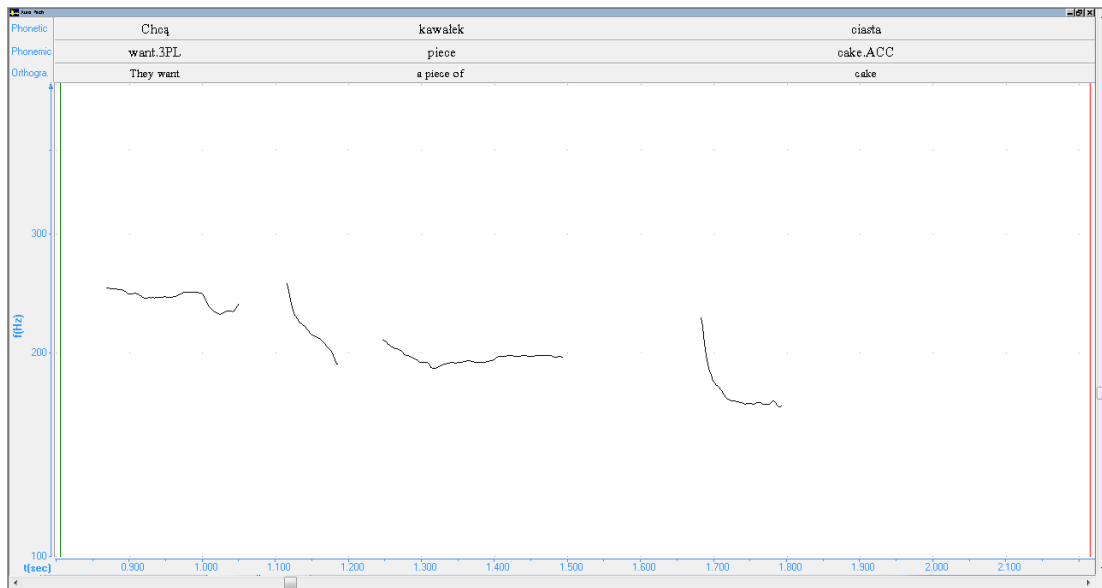 Auto Pitch
Phonetic Chcą kawałek ciasta
Phonemic want.3PL piece cake.ACC
Orthogra. They want a piece of cake
300
f(Hz)
200
100
t(sec) 0.900 1.000 1.100 1.200 1.300 1.400 1.500 1.600 1.700 1.800 1.900 2.000 2.100